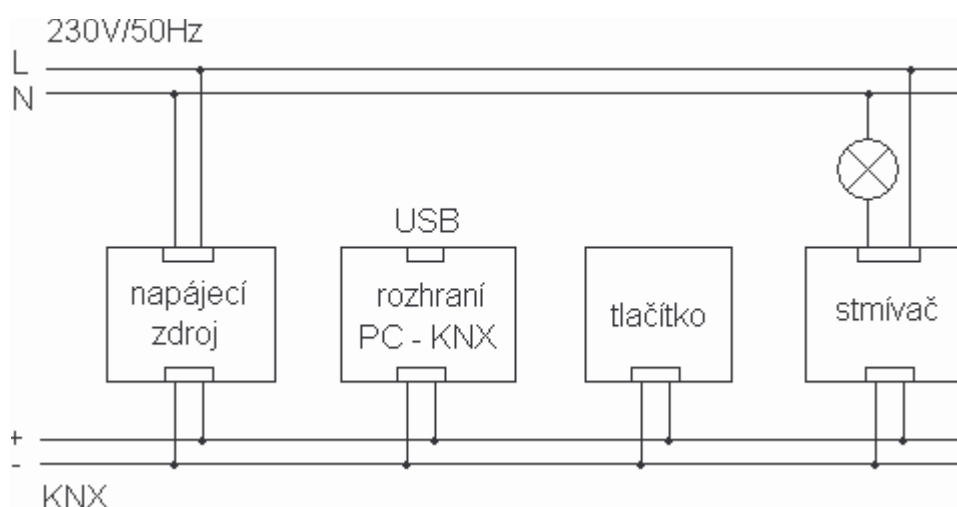 230V/50Hz
L
N
USB
napájecí
zdroj
rozhraní
PC - KNX
tlačítko
stmívač
+
-
KNX